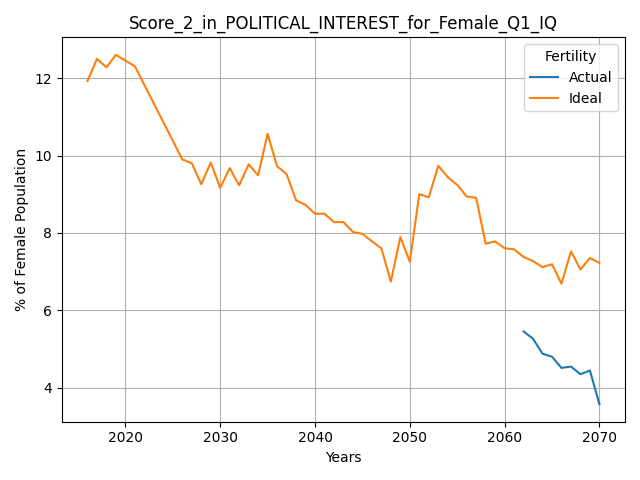 Score_2_in_POLITICAL_INTEREST_for_Female_Q1_IQ
Fertility
Actual
Ideal
% of Female Population
12
10
8
6
4
2020 2030 2040 2050 2060 2070
Years